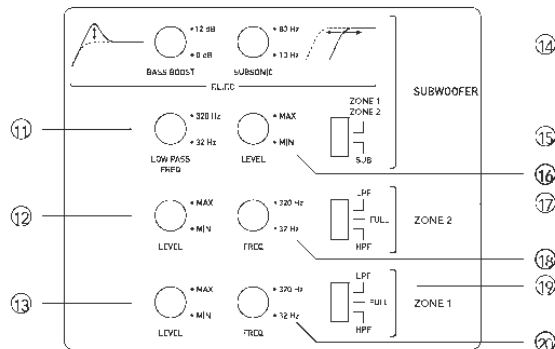 • 12 dB
• 0 dB
BASS BOOST
• 80 Hz
• 10 Hz
SUBSONIC
SUBWOOFER
ZONE 1
ZONE 2
SUB
11
• 320 Hz
• 32 Hz
LOW PASS
FREQ
• MAX
• MIN
LEVEL
14
15
16
12
• MAX
• MIN
LEVEL
• 320 Hz
• 32 Hz
FREQ
LPF
FULL
HPF
ZONE 2
17
18
13
• MAX
• MIN
LEVEL
• 320 Hz
• 32 Hz
FREQ
LPF
FULL
HPF
ZONE 1
19
20